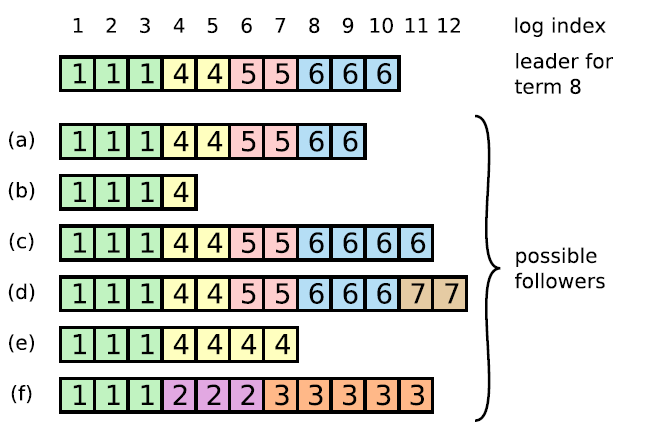 1 2 3 4 5 6 7 8 9 10 11 12 log index
1 1 1 4 4 5 5 6 6 6 leader for
term 8
(a) 1 1 1 4 4 5 5 6 6
(b) 1 1 1 4
(c) 1 1 1 4 4 5 5 6 6 6 6
possible
followers
(d) 1 1 1 4 4 5 5 6 6 6 7 7
(e) 1 1 1 4 4 4 4
(f) 1 1 1 2 2 2 3 3 3 3 3